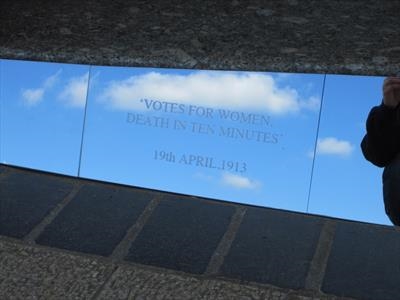 'VOTES FOR WOMEN,
DEATH IN TEN MINUTES'
19th APRIL.1913